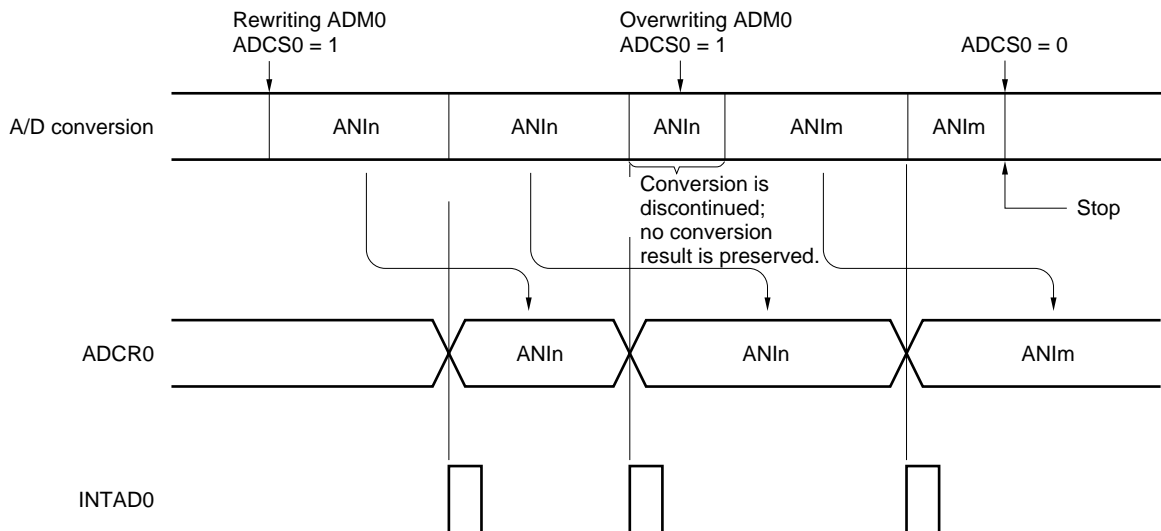 Rewriting ADM0
ADCS0 = 1
Overwriting ADM0
ADCS0 = 1
ADCS0 = 0
A/D conversion
ANIn
ANIn
ANIn
ANIm
ANIm
Conversion is
discontinued;
no conversion
result is preserved.
Stop
ADCR0
ANIn
ANIn
ANIm
INTAD0